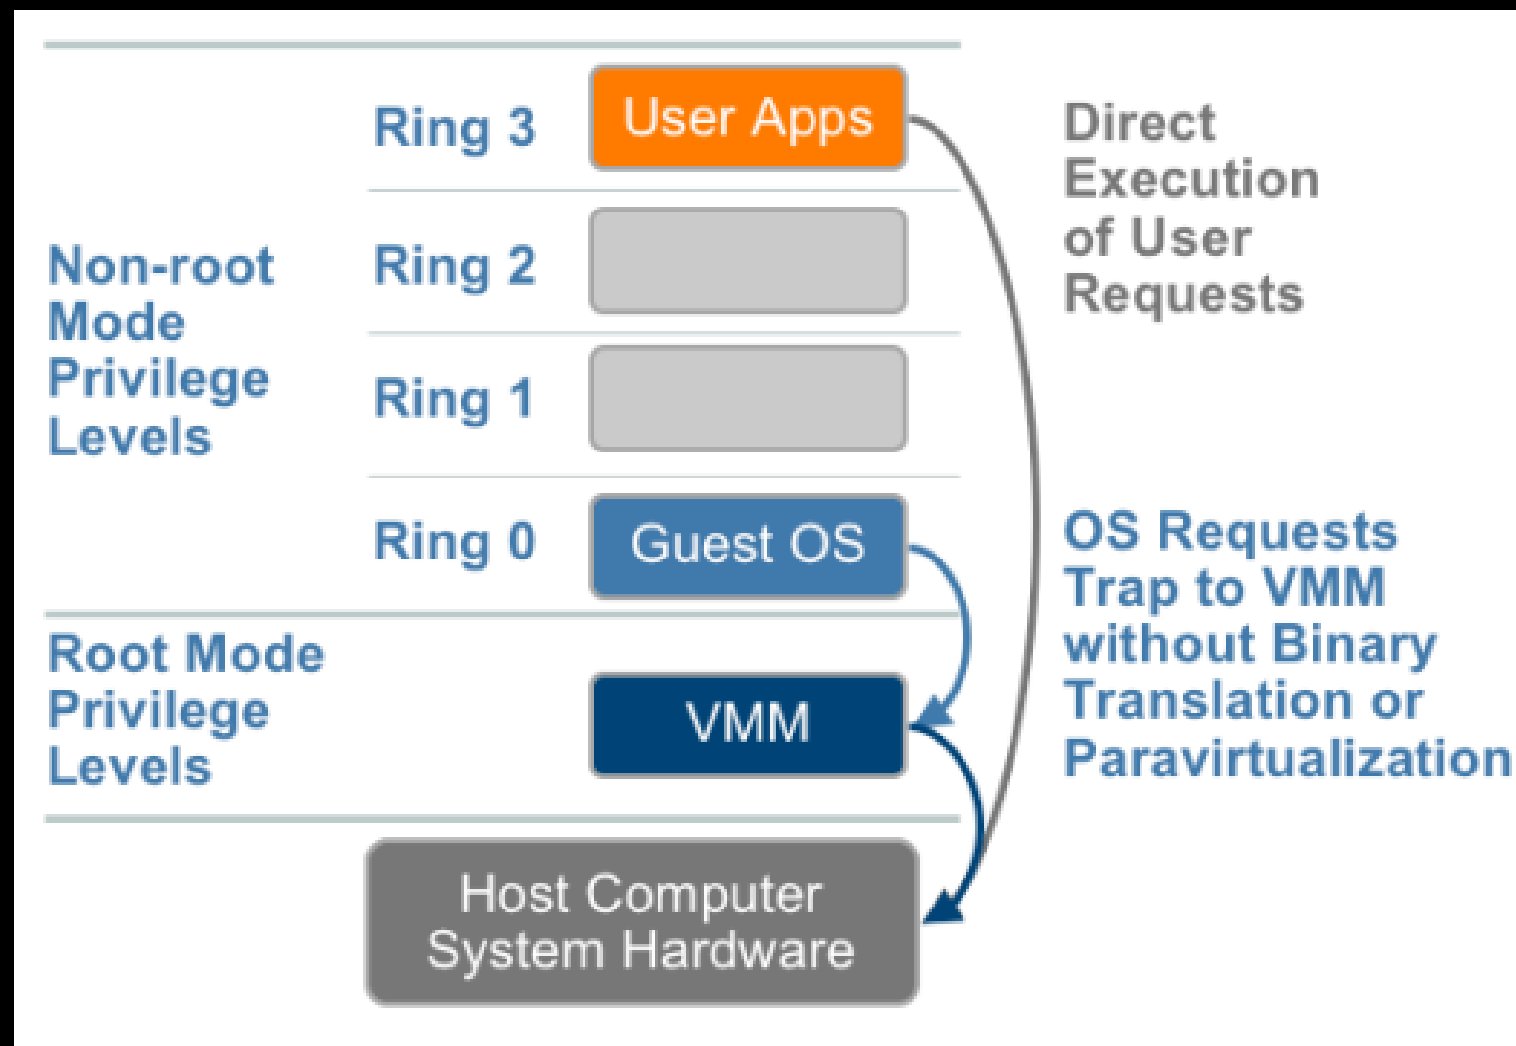 Ring 3
User Apps
Direct
Execution
of User
Requests
Non-root
Mode
Privilege
Levels
Ring 2
Ring 1
Ring 0
Guest OS
OS Requests
Trap to VMM
without Binary
Translation or
Paravirtualization
Root Mode
Privilege
Levels
VMM
Host Computer
System Hardware